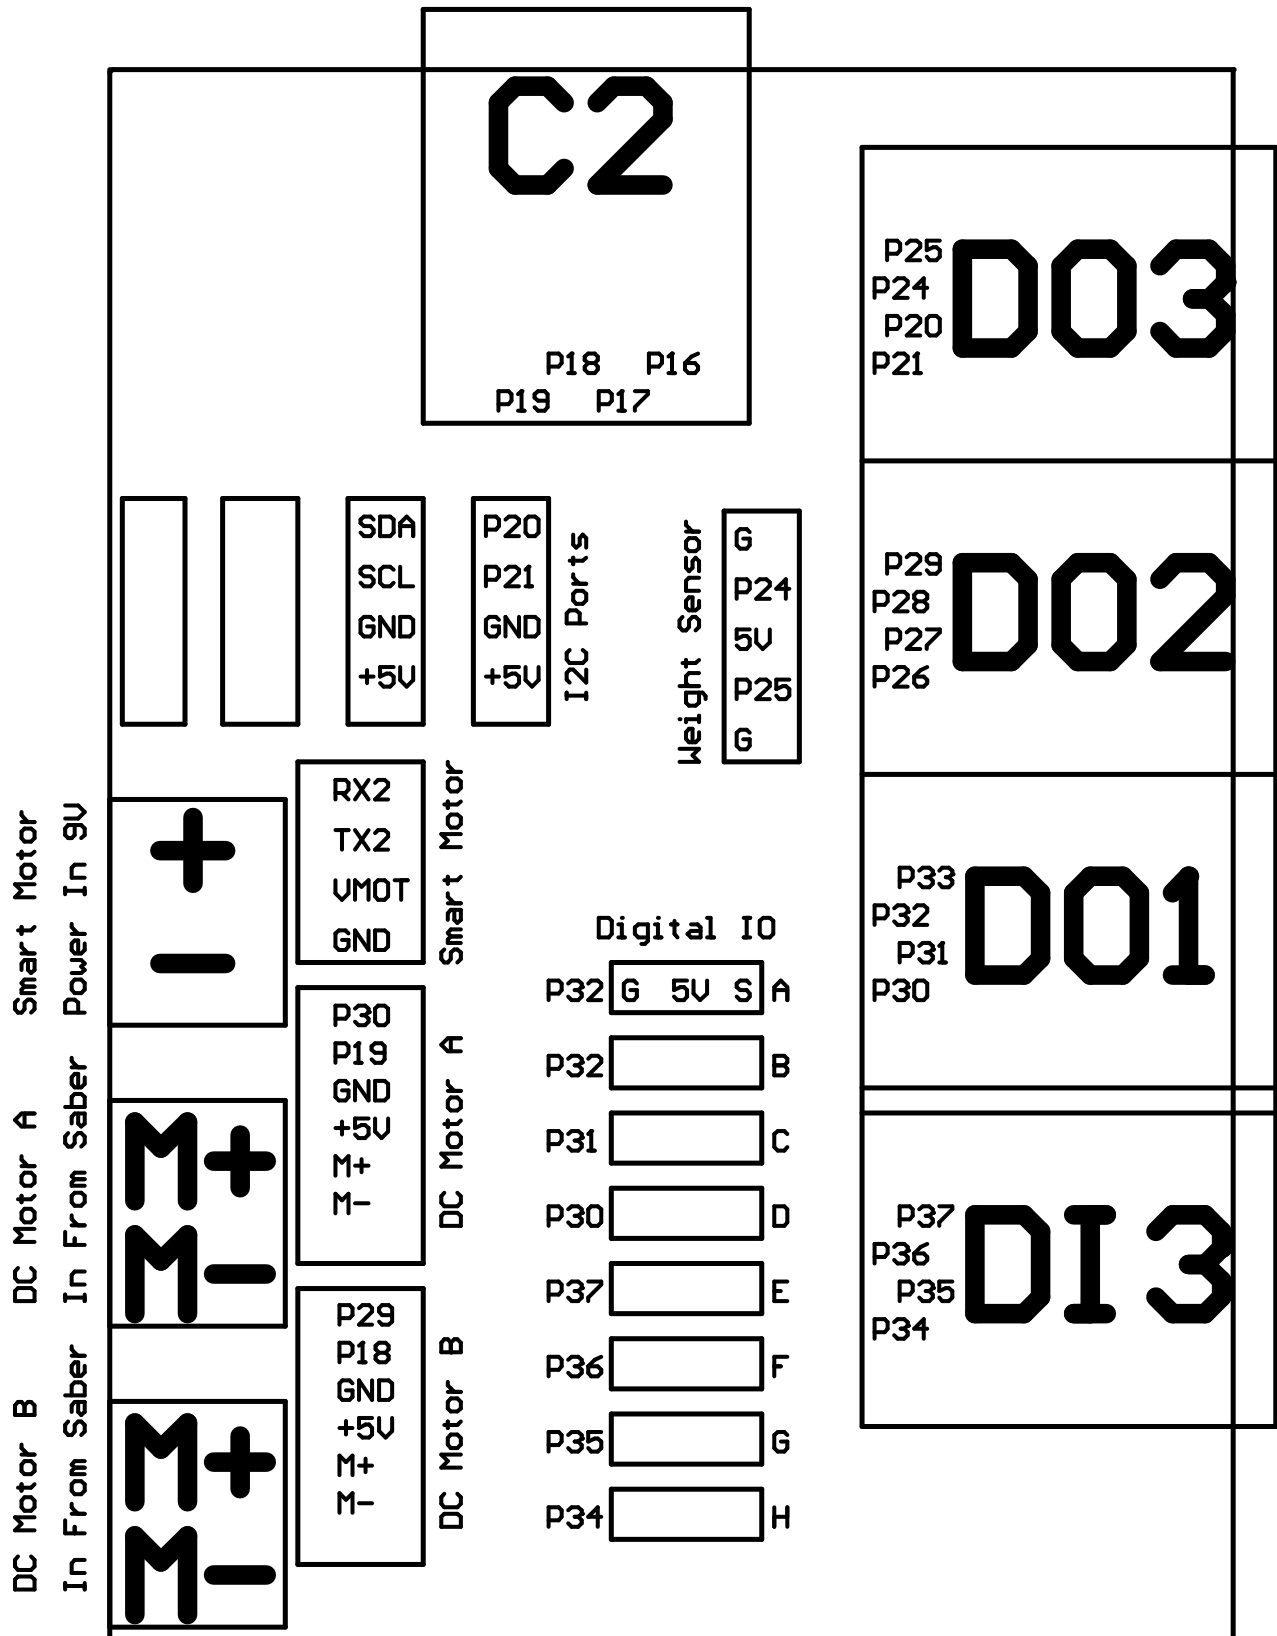 C2
P18 P16
P19 P17
DO3
P25
P24
P20
P21
SDA
SCL
GND
+5V
P20
P21
GND
+5V
I2C Ports
Weight Sensor
G
P24
5V
P25
G
DO2
P29
P28
P27
P26
Smart Motor
Power In 9V
+
-
RX2
TX2
VMOT
GND
Smart Motor
DO1
P33
P32
P31
P30
DC Motor A
In From Saber
M+
M-
P30
P19
GND
+5V
M+
M-
DC Motor A
DC Motor B
In From Saber
M+
M-
P29
P18
GND
+5V
M+
M-
DC Motor B
Digital IO
P32 G 5V S A
P32 B
P31 C
P30 D
P37 E
P36 F
P35 G
P34 H
DI3
P37
P36
P35
P34